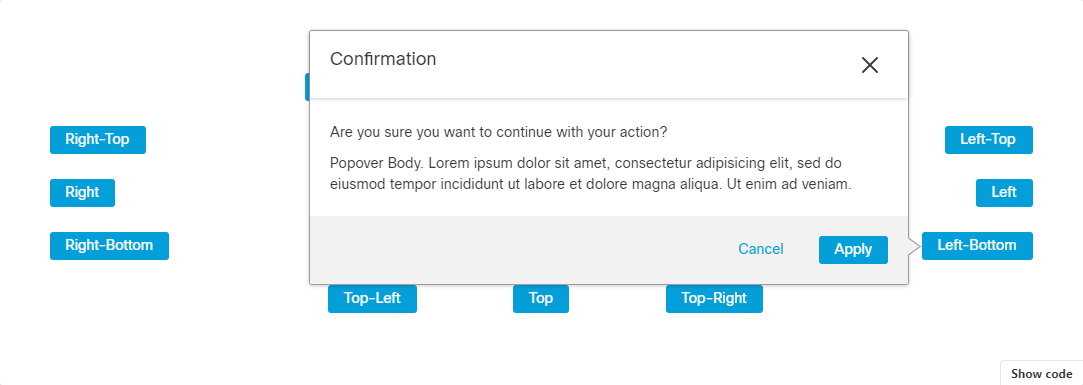 Confirmation
Are you sure you want to continue with your action?
Popover Body. Lorem ipsum dolor sit amet, consectetur adipisicing elit, sed do
eiusmod tempor incididunt ut labore et dolore magna aliqua. Ut enim ad veniam.
Cancel
Apply
Right-Top
Left-Top
Right
Left
Right-Bottom
Left-Bottom
Top-Left
Top
Top-Right
Show code